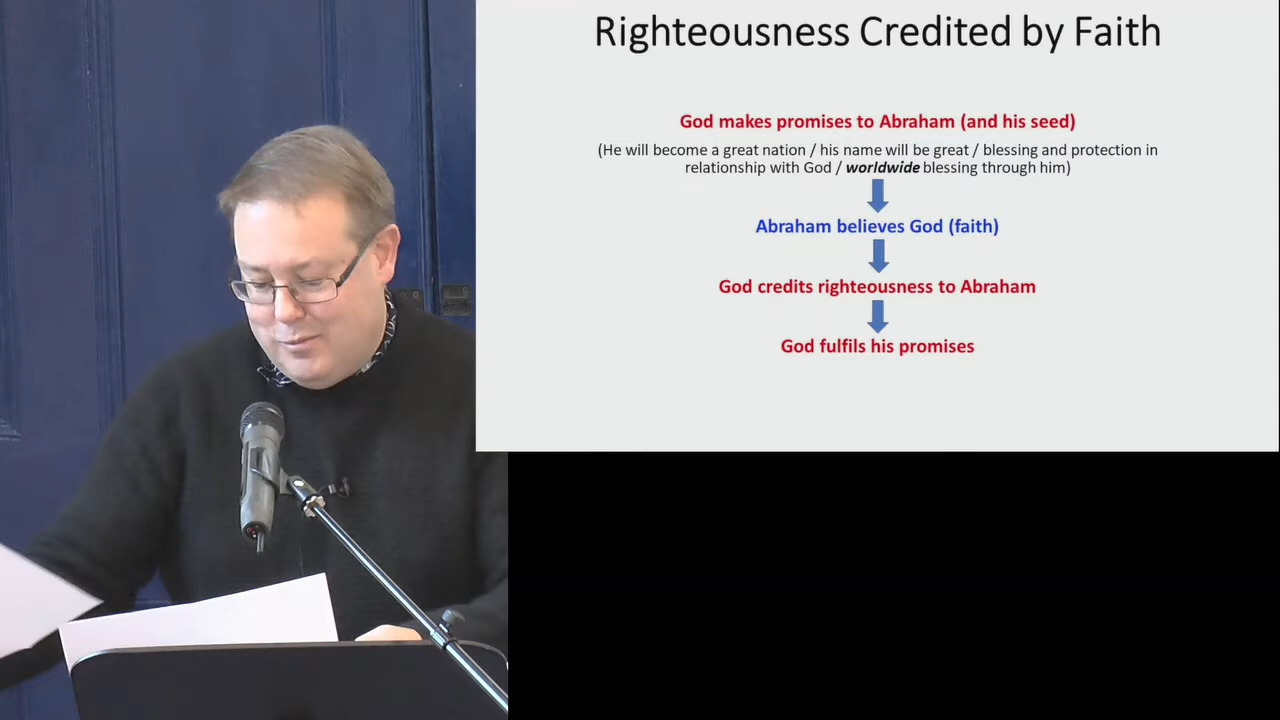 Righteousness Credited by Faith
God makes promises to Abraham (and his seed)
(He will become a great nation / his name will be great / blessing and protection in
relationship with God / worldwide blessing through him)
Abraham believes God (faith)
God credits righteousness to Abraham
God fulfils his promises